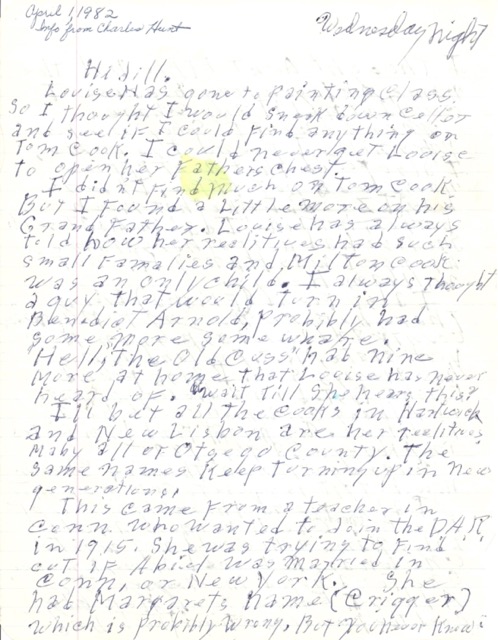 April 1, 1982
Info from Charles Hunt
Wednesday Night
Hi Jill.
Louise Has gone to painting Class
So I thought I would Sneak Down Cellar
and see if I could find anything on
Tom Cook. I could never get Louise
to open her Fathers chest.
I didn't find much on Tom Cook
But I found a Little more on his
Grand Father. Louise has always
told how her realitives had such
small Families and Milton Cook
was an only child. I always thought
a guy that would turn in
Benedict Arnold, probibly had
some more some whare.
Hell, the Old Cuss had nine
more at home that Louise has never
heard of. wait till she hears this?
I'll bet all the Cooks in Hartwick
and New Lisbon are her realitives
Maby all of Otsego County. The
same names Keep turning up in New
generations.
This came from a teacher in
Conn. who wanted to Join the D.A.R.
in 1915. She was trying to Find
out IF Abiel was married in
Conn, or New York. She
had Margarets name (Crigger)
which is probibly wrong, But You never Know!